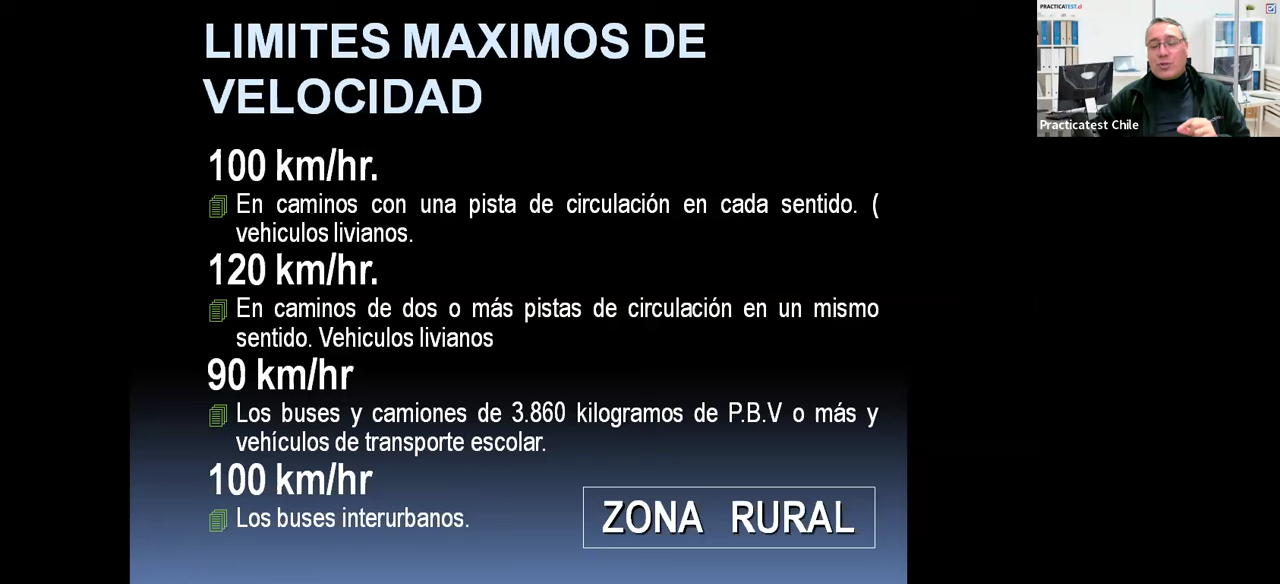 LIMITES MAXIMOS DE
VELOCIDAD
100 km/hr.
En caminos con una pista de circulación en cada sentido. (
vehiculos livianos.
120 km/hr.
En caminos de dos o más pistas de circulación en un mismo
sentido. Vehiculos livianos
90 km/hr
Los buses y camiones de 3.860 kilogramos de P.B.V o más y
vehículos de transporte escolar.
100 km/hr
Los buses interurbanos.
ZONA RURAL
PRACTICATEST.cl
Practicatest Chile